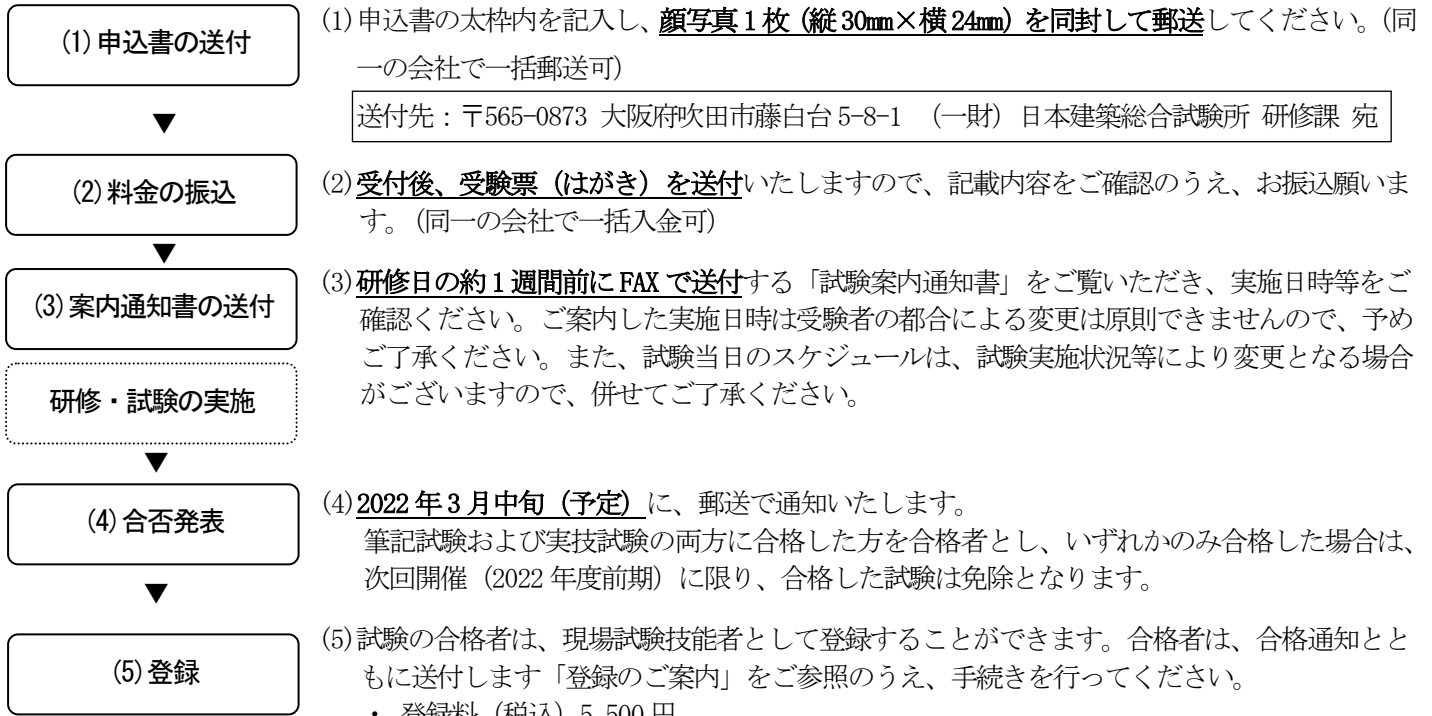 (1)申込書の送付
(1)申込書の太枠内を記入し、顔写真1枚(縦30mm×横24mm)を同封して郵送してください。(同
一の会社で一括郵送可)
送付先:〒565-0873 大阪府吹田市藤白台5-8-1 (一財)日本建築総合試験所 研修課 宛
▼
(2)料金の振込
(2)受付後、受験票(はがき)を送付いたしますので、記載内容をご確認のうえ、お振込願いま
す。(同一の会社で一括入金可)
▼
(3)案内通知書の送付
(3)研修日の約1週間前にFAXで送付する「試験案内通知書」をご覧いただき、実施日時等をご
確認ください。ご案内した実施日時は受験者の都合による変更は原則できませんので、予め
ご了承ください。また、試験当日のスケジュールは、試験実施状況等により変更となる場合
がございますので、併せてご了承ください。
研修・試験の実施
▼
(4)合否発表
(4)2022年3月中旬(予定)に、郵送で通知いたします。
筆記試験および実技試験の両方に合格した方を合格者とし、いずれかのみ合格した場合は、
次回開催(2022年度前期)に限り、合格した試験は免除となります。
▼
(5)登録
(5)試験の合格者は、現場試験技能者として登録することができます。合格者は、合格通知とと
もに送付します「登録のご案内」をご参照のうえ、手続きを行ってください。
・ 登録料(税込)5,500円